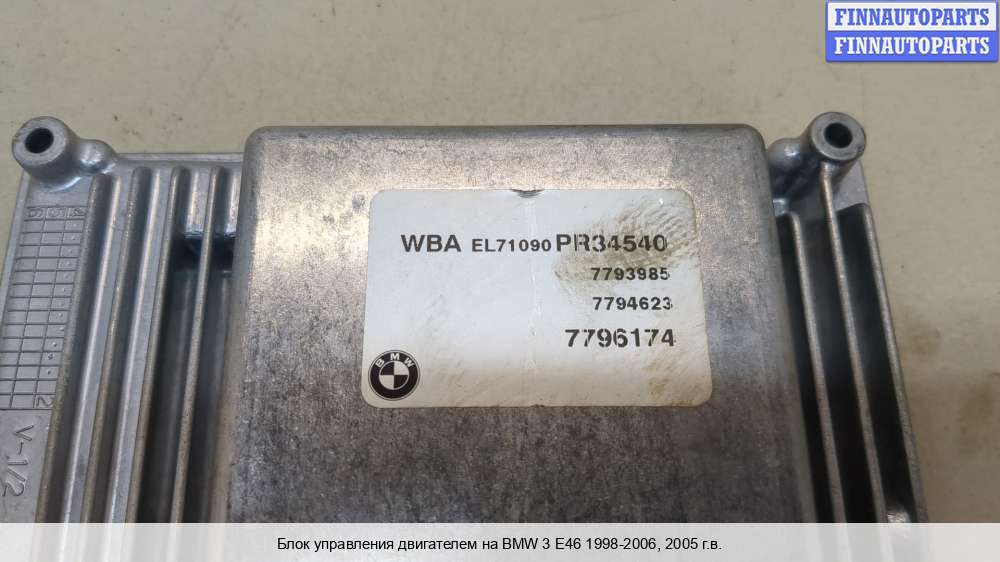 FINNAUTOPARTS
FINNAUTOPARTS
WBA EL71090 PR34540
7793985
7794623
7796174
BMW
2
V-1/2
Блок управления двигателем на BMW 3 E46 1998-2006, 2005 г.в.